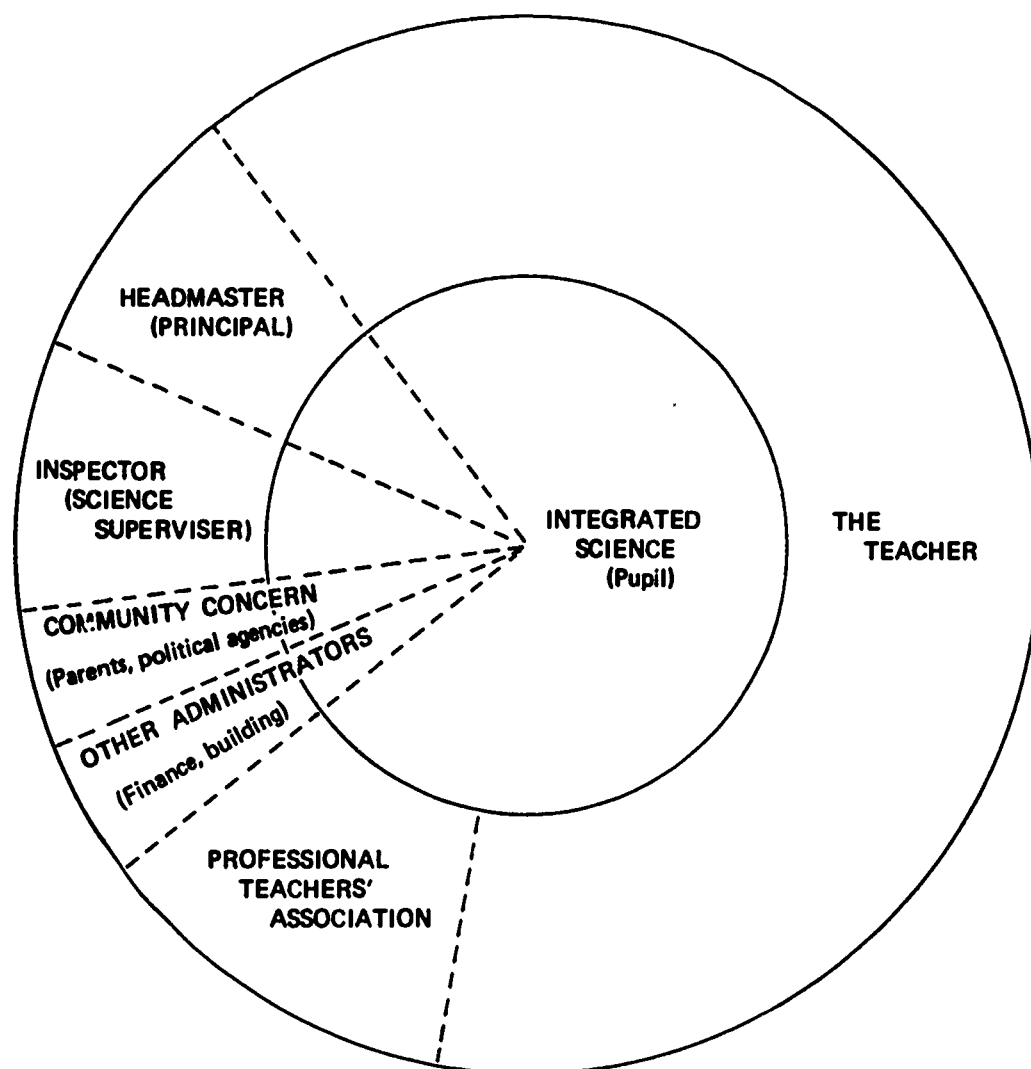 HEADMASTER
(PRINCIPAL)
INSPECTOR
(SCIENCE
SUPERVISER)
COMMUNITY CONCERN
(Parents, political agencies)
OTHER ADMINISTRATORS
(Finance, building)
PROFESSIONAL
TEACHERS'
ASSOCIATION
INTEGRATED
SCIENCE
(Pupil)
THE
TEACHER